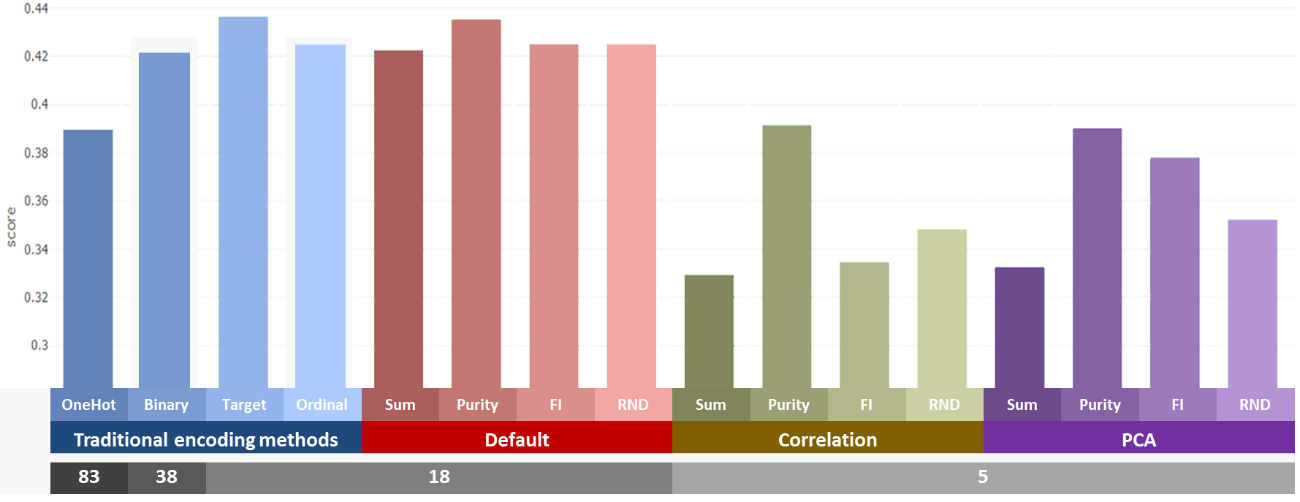 0.44
0.42
0.4
0.38
0.36
0.34
0.32
0.3
score
OneHot Binary Target Ordinal Sum Purity FI RND Sum Purity FI RND Sum Purity FI RND
Traditional encoding methods Default Correlation PCA
83 38 18 5